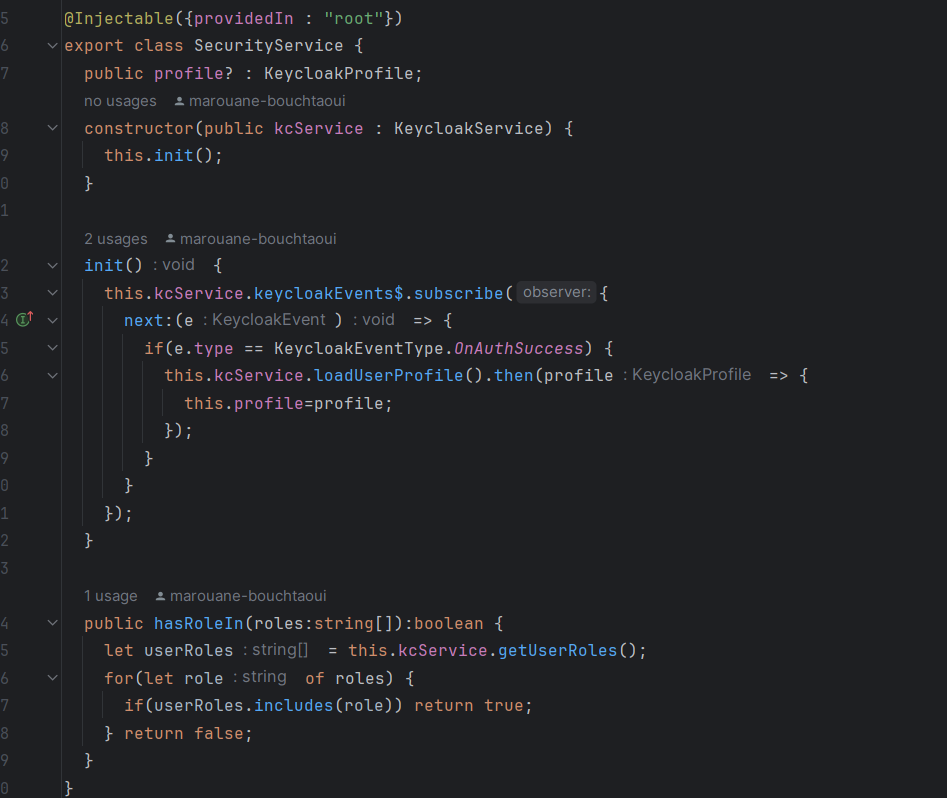 5 @Injectable({providedIn : "root"})
6 export class SecurityService {
7 public profile? : KeycloakProfile;
no usages marouane-bouchtaoui
8 constructor(public kcService : KeycloakService) {
9 this.init();
0 }
1
2 usages marouane-bouchtaoui
2 init() : void {
3 this.kcService.keycloakEvents$.subscribe( observer: {
4 next:(e : KeycloakEvent ) : void => {
5 if(e.type == KeycloakEventType.OnAuthSuccess) {
6 this.kcService.loadUserProfile().then(profile : KeycloakProfile => {
7 this.profile=profile;
8 });
9 }
0 }
1 });
2 }
3
1 usage marouane-bouchtaoui
4 public hasRoleIn(roles:string[]):boolean {
5 let userRoles : string[] = this.kcService.getUserRoles();
6 for(let role : string of roles) {
7 if(userRoles.includes(role)) return true;
8 } return false;
9 }
0 }